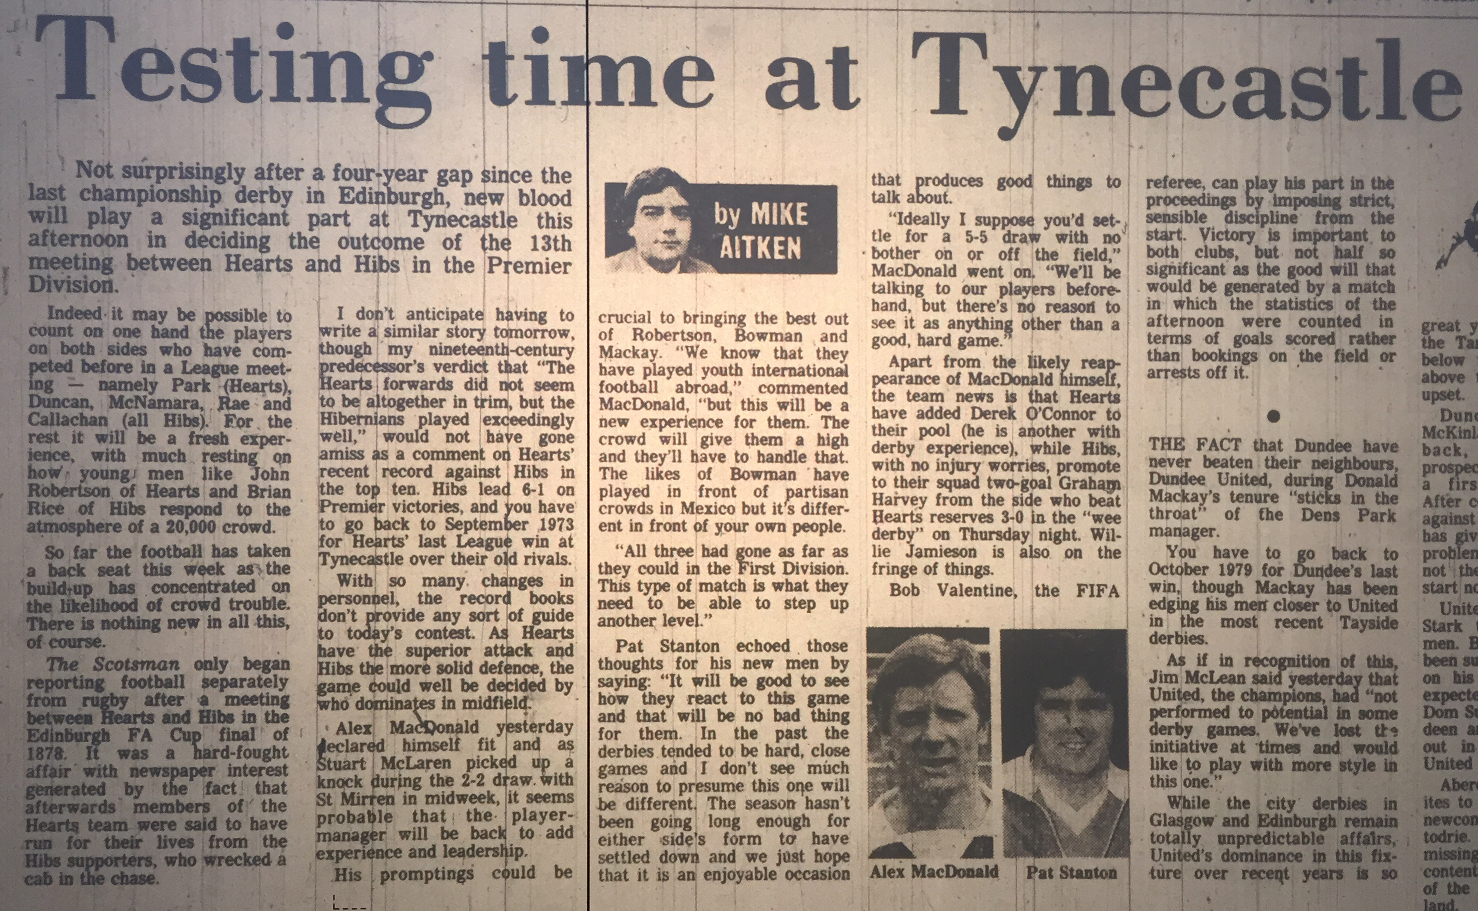 Testing time at Tynecastle
Not surprisingly after a four-year gap since the
last championship derby in Edinburgh, new blood
will play a significant part at Tynecastle this
afternoon in deciding the outcome of the 13th
meeting between Hearts and Hibs in the Premier
Division.
Indeed it may be possible to
count on one hand the players
on both sides who have com-
peted before in a League meet-
ing — namely Park (Hearts),
Duncan, McNamara, Rae and
Callachan (all Hibs). For the
rest it will be a fresh exper-
ience, with much resting on
how young men like John
Robertson of Hearts and Brian
Rice of Hibs respond to the
atmosphere of a 20,000 crowd.
So far the football has taken
a back seat this week as the
build-up has concentrated on
the likelihood of crowd trouble.
There is nothing new in all this,
of course.
The Scotsman only began
reporting football separately
from rugby after a meeting
between Hearts and Hibs in the
Edinburgh FA Cup final of
1878. It was a hard-fought
affair with newspaper interest
generated by the fact that
afterwards members of the
Hearts team were said to have
run for their lives from the
Hibs supporters, who wrecked a
cab in the chase.
I don't anticipate having to
write a similar story tomorrow,
though my nineteenth-century
predecessor's verdict that "The
Hearts forwards did not seem
to be altogether in trim, but the
Hibernians played exceedingly
well," would not have gone
amiss as a comment on Hearts'
recent record against Hibs in
the top ten. Hibs lead 6-1 on
Premier victories, and you have
to go back to September 1973
for Hearts' last League win at
Tynecastle over their old rivals.
With so many changes in
personnel, the record books
don't provide any sort of guide
to today's contest. As Hearts
have the superior attack and
Hibs the more solid defence, the
game could well be decided by
who dominates in midfield.
Alex MacDonald yesterday
declared himself fit and as
Stuart McLaren picked up a
knock during the 2-2 draw with
St Mirren in midweek, it seems
probable that the player-
manager will be back to add
experience and leadership.
His promptings could be
by MIKE
AITKEN
crucial to bringing the best out
of Robertson, Bowman and
Mackay. "We know that they
have played youth international
football abroad," commented
MacDonald, "but this will be a
new experience for them. The
crowd will give them a high
and they'll have to handle that.
The likes of Bowman have
played in front of partisan
crowds in Mexico but it's differ-
ent in front of your own people.
"All three had gone as far as
they could in the First Division.
This type of match is what they
need to be able to step up
another level."
Pat Stanton echoed those
thoughts for his new men by
saying: "It will be good to see
how they react to this game
and that will be no bad thing
for them. In the past the
derbies tended to be hard, close
games and I don't see much
reason to presume this one will
be different. The season hasn't
been going long enough for
either side's form to have
settled down and we just hope
that it is an enjoyable occasion
that produces good things to
talk about.
"Ideally I suppose you'd set-
tle for a 5-5 draw with no
bother on or off the field,"
MacDonald went on. "We'll be
talking to our players before-
hand, but there's no reason to
see it as anything other than a
good, hard game."
Apart from the likely reap-
pearance of MacDonald himself,
the team news is that Hearts
have added Derek O'Connor to
their pool (he is another with
derby experience), while Hibs,
with no injury worries, promote
to their squad two-goal Graham
Harvey from the side who beat
Hearts reserves 3-0 in the "wee
derby" on Thursday night. Wil-
lie Jamieson is also on the
fringe of things.
Bob Valentine, the FIFA
Alex MacDonald
Pat Stanton
referee, can play his part in the
proceedings by imposing strict,
sensible discipline from the
start. Victory is important to
both clubs, but not half so
significant as the good will that
would be generated by a match
in which the statistics of the
afternoon were counted in
terms of goals scored rather
than bookings on the field or
arrests off it.
●
THE FACT that Dundee have
never beaten their neighbours,
Dundee United, during Donald
Mackay's tenure "sticks in the
throat" of the Dens Park
manager.
You have to go back to
October 1979 for Dundee's last
win, though Mackay has been
edging his men closer to United
in the most recent Tayside
derbies.
As if in recognition of this,
Jim McLean said yesterday that
United, the champions, had "not
performed to potential in some
derby games. We've lost the
initiative at times and would
like to play with more style in
this one."
While the city derbies in
Glasgow and Edinburgh remain
totally unpredictable affairs,
United's dominance in this fix-
ture over recent years is so
great y
the Ta
below
above
upset.
Dund
McKinl
back,
prospec
a firs
After c
against
has giv
problem
not the
start no
Unite
Stark
men. B
been su
on his
expecte
Dom Su
deen a
out in
United
Aber
ites to
newcom
todrie.
missing
content
of the
land.